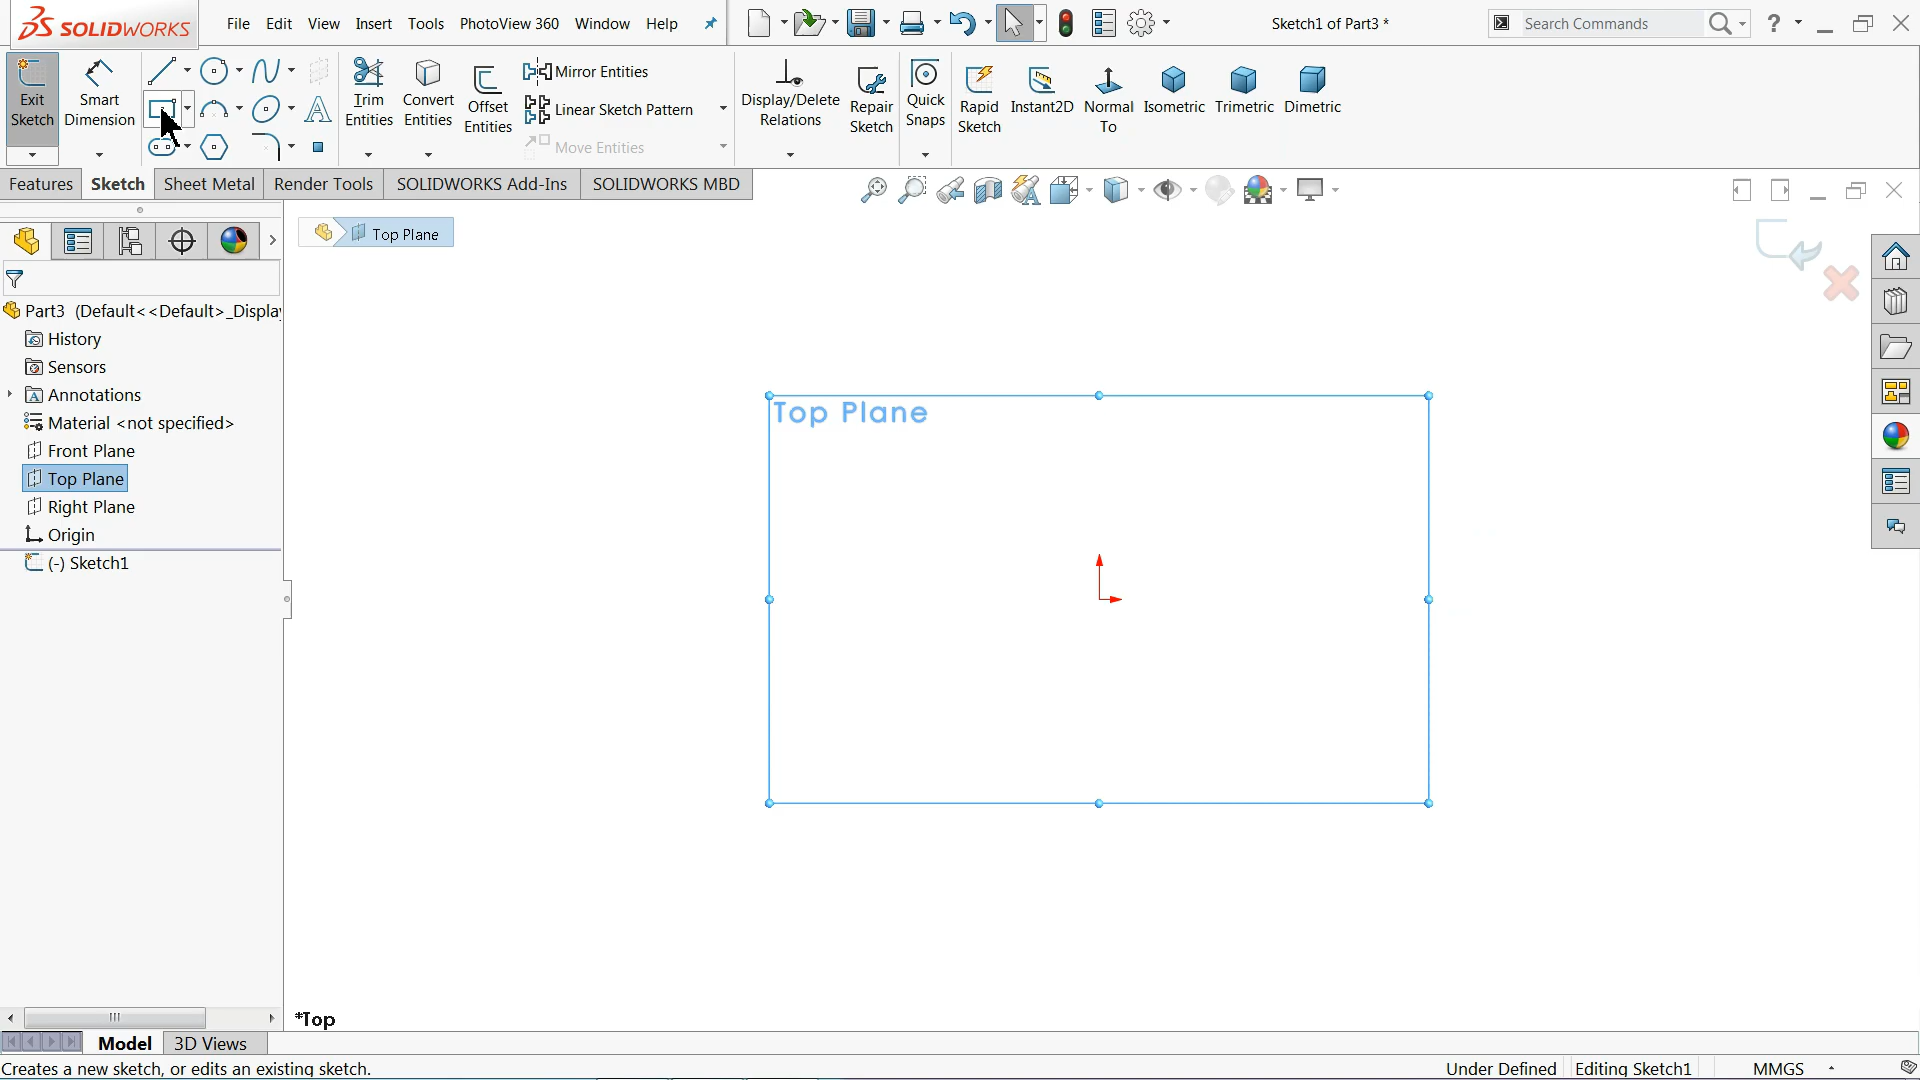 SOLIDWORKS
File Edit View Insert Tools PhotoView 360 Window Help
Sketch1 of Part3 *
Search Commands
?
Exit Sketch
Smart Dimension
Trim Entities
Convert Entities
Offset Entities
Mirror Entities
Linear Sketch Pattern
Move Entities
Display/Delete Relations
Repair Sketch
Quick Snaps
Rapid Sketch
Instant2D
Normal To
Isometric
Trimetric
Dimetric
Features Sketch Sheet Metal Render Tools SOLIDWORKS Add-Ins SOLIDWORKS MBD
Top Plane
Part3 (Default<<Default>_Display
History
Sensors
Annotations
Material <not specified>
Front Plane
Top Plane
Right Plane
Origin
(-) Sketch1
Top Plane
*Top
Model 3D Views
Creates a new sketch, or edits an existing sketch.
Under Defined Editing Sketch1 MMGS